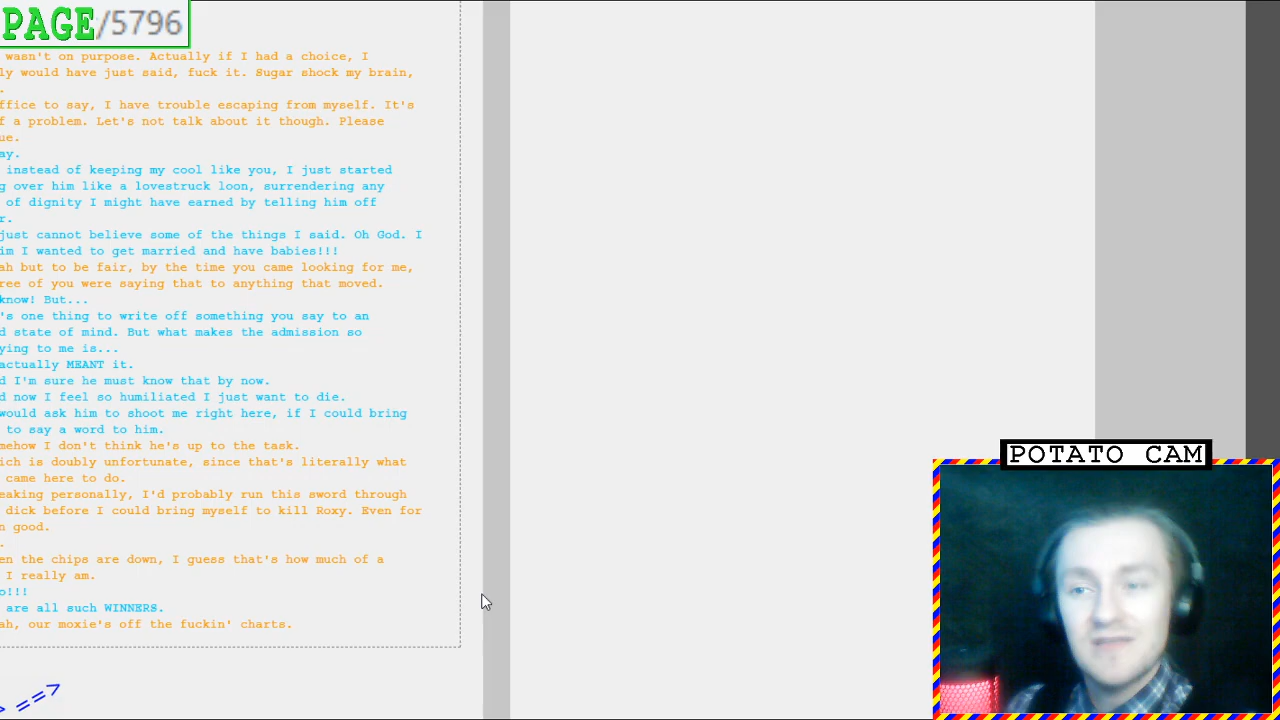 PAGE/5796
wasn't on purpose. Actually if I had a choice, I
ly would have just said, fuck it. Sugar shock my brain,
.
ffice to say, I have trouble escaping from myself. It's
f a problem. Let's not talk about it though. Please
ue.
ay.
instead of keeping my cool like you, I just started
g over him like a lovestruck loon, surrendering any
of dignity I might have earned by telling him off
r.
just cannot believe some of the things I said. Oh God. I
im I wanted to get married and have babies!!!
ah but to be fair, by the time you came looking for me,
ree of you were saying that to anything that moved.
know! But...
's one thing to write off something you say to an
d state of mind. But what makes the admission so
ying to me is...
actually MEANT it.
d I'm sure he must know that by now.
d now I feel so humiliated I just want to die.
would ask him to shoot me right here, if I could bring
to say a word to him.
mehow I don't think he's up to the task.
ich is doubly unfortunate, since that's literally what
came here to do.
eaking personally, I'd probably run this sword through
dick before I could bring myself to kill Roxy. Even for
n good.
.
en the chips are down, I guess that's how much of a
I really am.
o!!!
are all such WINNERS.
ah, our moxie's off the fuckin' charts.
> ==>
POTATO CAM